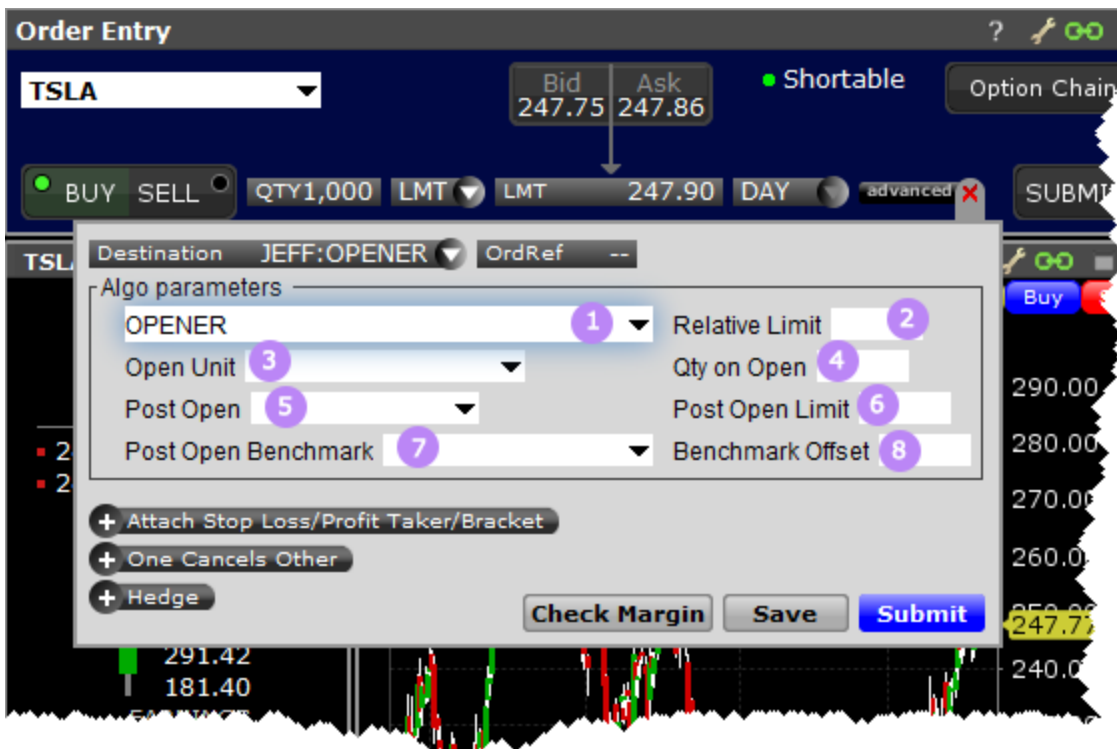 Order Entry ?
TSLA Bid Ask Shortable Option Chain
247.75 247.86
BUY SELL QTY1,000 LMT LMT 247.90 DAY advanced
Destination JEFF:OPENER OrdRef --
TSL
Algo parameters
Buy
OPENER 1 Relative Limit 2
Open Unit 3 Qty on Open 4
290.00
Post Open 5 Post Open Limit 6
Post Open Benchmark 7 Benchmark Offset 8
280.00
2
2
270.00
Attach Stop Loss/Profit Taker/Bracket
One Cancels Other
260.0
Hedge
Check Margin Save Submit
247.77
291.42
240.0
181.40